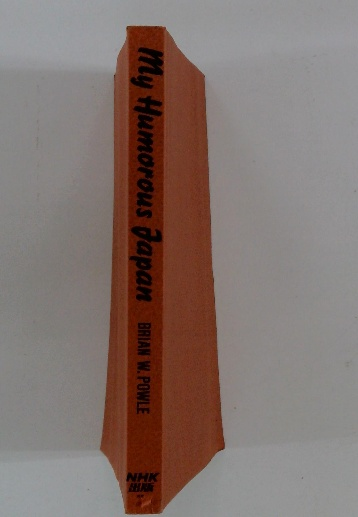 My Humorous Japan
BRIAN W. POWLE
NHK
出版